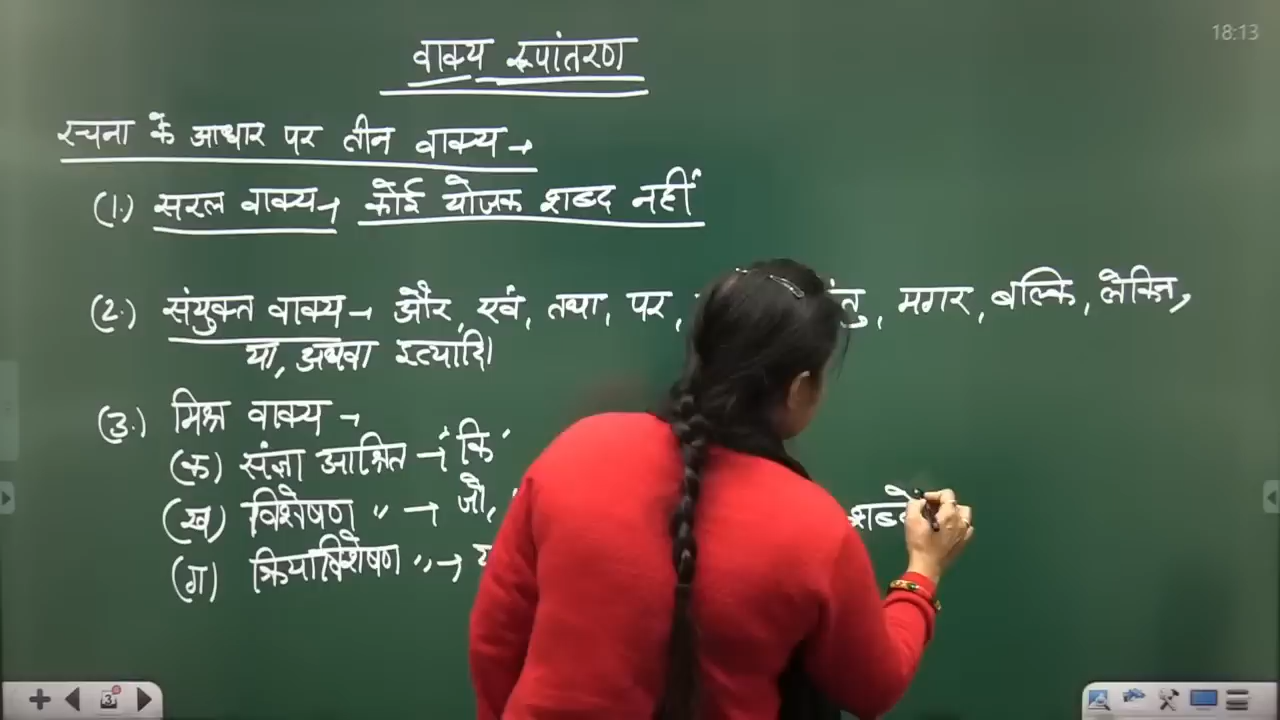 18:13
वाक्य रूपांतरण
रचना के आधार पर तीन वाक्य →
(1.) सरल वाक्य → कोई योजक शब्द नहीं
(2.) संयुक्त वाक्य → और, एवं, तथा, पर, मगर, बल्कि, लेकिन,
या, अथवा इत्यादि।
(3.) मिश्र वाक्य →
(क) संज्ञा आश्रित → 'कि'
(ख) विशेषण " → जो,
(ग) क्रियाविशेषण " →
3